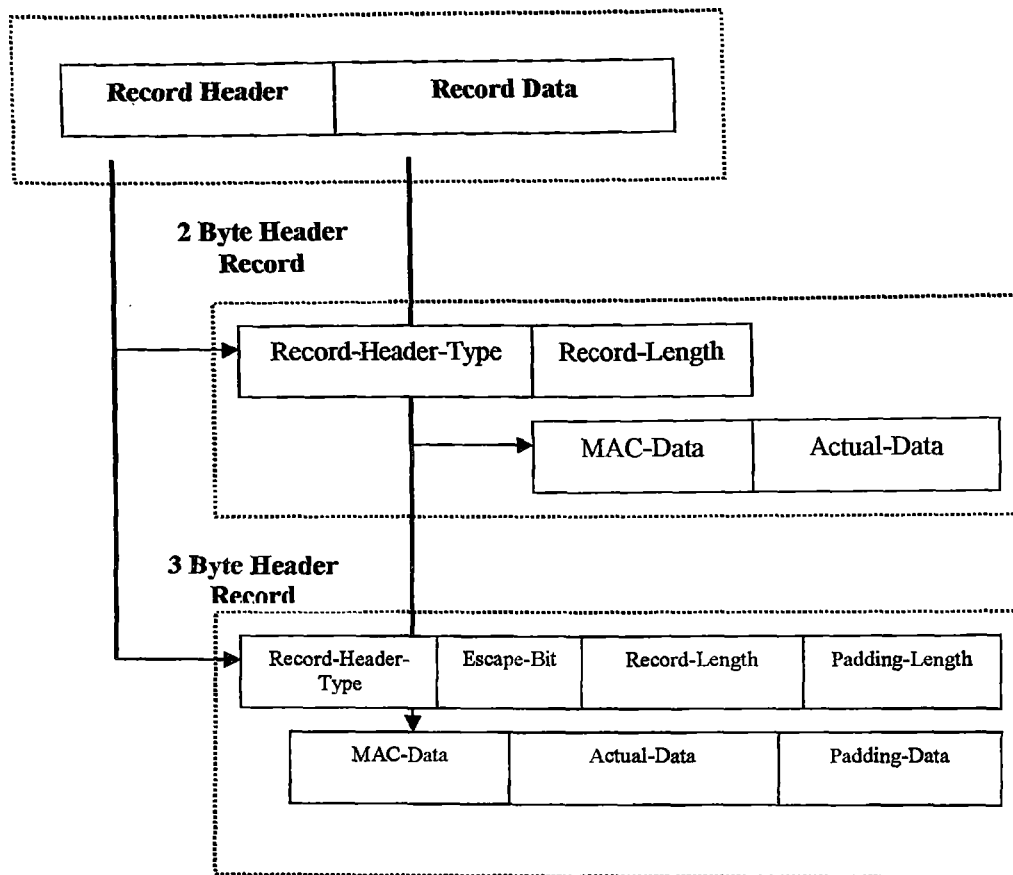 Record Header
Record Data
2 Byte Header
Record
Record-Header-Type
Record-Length
MAC-Data
Actual-Data
3 Byte Header
Record
Record-Header-
Type
Escape-Bit
Record-Length
Padding-Length
MAC-Data
Actual-Data
Padding-Data